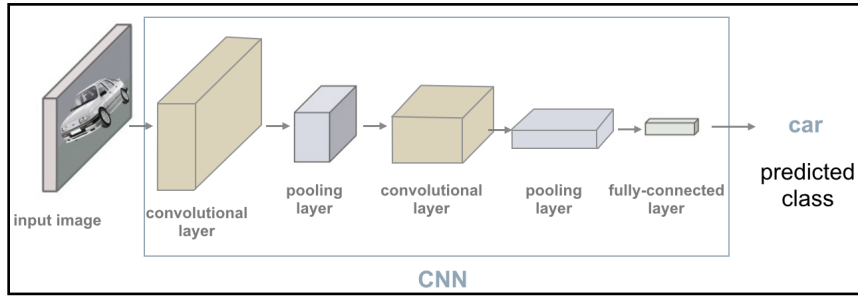 input image
convolutional
layer
pooling
layer
convolutional
layer
pooling
layer
fully-connected
layer
car
predicted
class
CNN